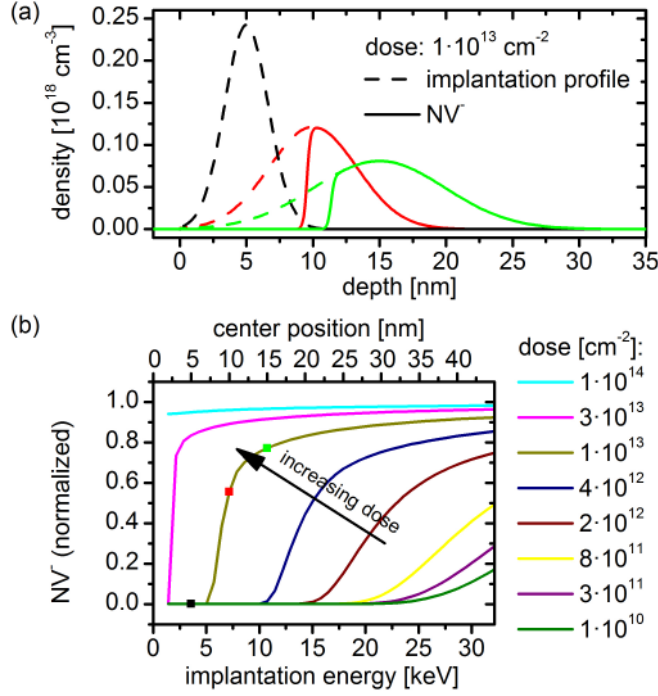 (a)
0.25
0.20
0.15
0.10
0.05
0.00
density [10¹⁸ cm⁻³]
dose: 1·10¹³ cm⁻²
implantation profile
NV⁻
0 5 10 15 20 25 30 35
depth [nm]
(b)
center position [nm]
0 5 10 15 20 25 30 35 40
1.0
0.8
0.6
0.4
0.2
0.0
NV⁻ (normalized)
increasing dose
0 5 10 15 20 25 30
implantation energy [keV]
dose [cm⁻²]:
1·10¹⁴
3·10¹³
1·10¹³
4·10¹²
2·10¹²
8·10¹¹
3·10¹¹
1·10¹⁰